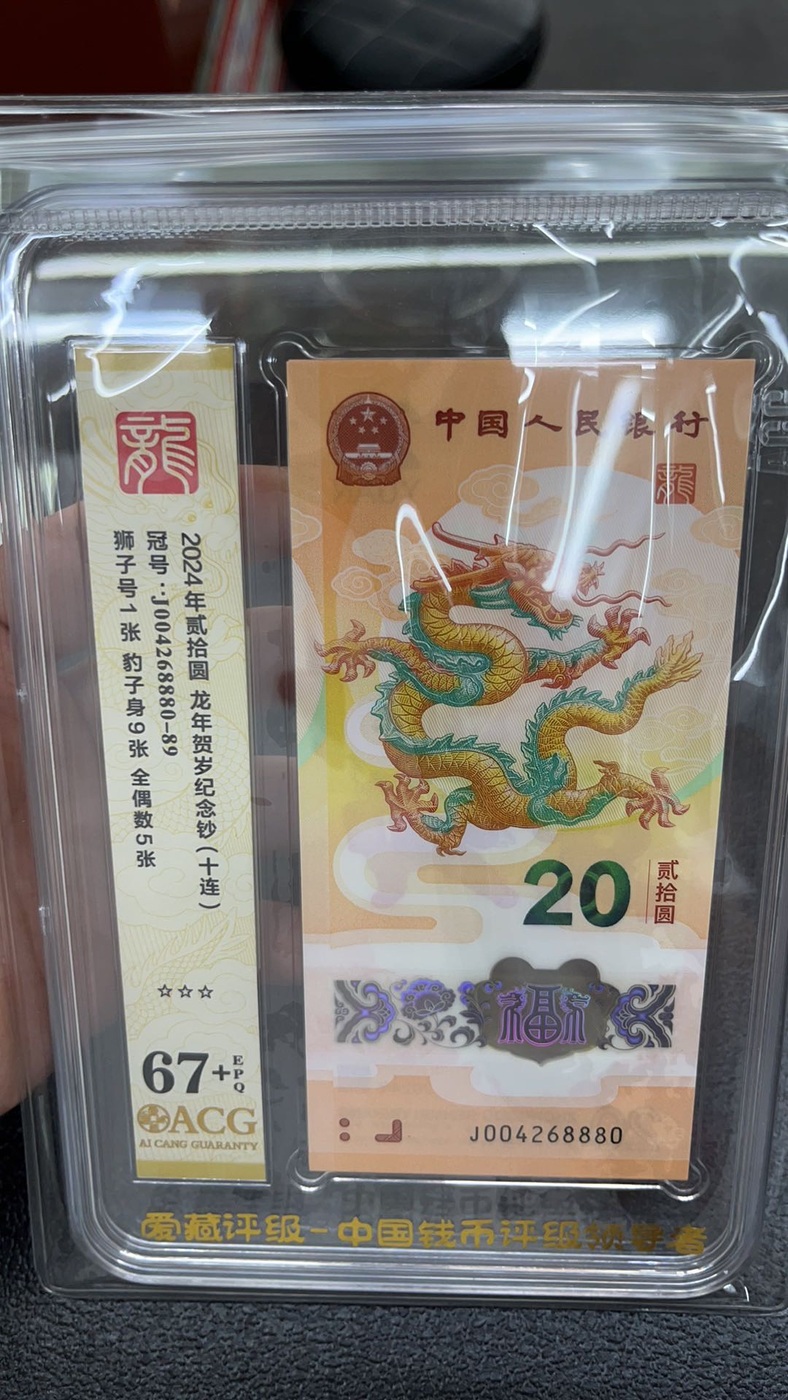 龍
2024年贰拾圆 龙年贺岁纪念钞(十连)
冠号:J004268880-89
狮子号1张 豹子身9张 全偶数5张
☆☆☆
67+EPQ
ACG
AI CANG GUARANTY
中国人民银行
龍
20
贰拾圆
福
J004268880
爱藏评级-中国钱币评级领导者